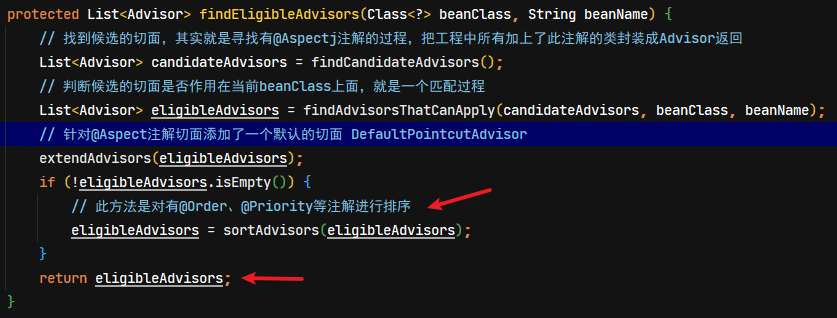 protected List<Advisor> findEligibleAdvisors(Class<?> beanClass, String beanName) {
// 找到候选的切面，其实就是寻找有@Aspectj注解的过程，把工程中所有加上了此注解的类封装成Advisor返回
List<Advisor> candidateAdvisors = findCandidateAdvisors();
// 判断候选的切面是否作用在当前beanClass上面，就是一个匹配过程
List<Advisor> eligibleAdvisors = findAdvisorsThatCanApply(candidateAdvisors, beanClass, beanName);
// 针对@Aspect注解切面添加了一个默认的切面 DefaultPointcutAdvisor
extendAdvisors(eligibleAdvisors);
if (!eligibleAdvisors.isEmpty()) {
// 此方法是对有@Order、@Priority等注解进行排序
eligibleAdvisors = sortAdvisors(eligibleAdvisors);
}
return eligibleAdvisors;
}